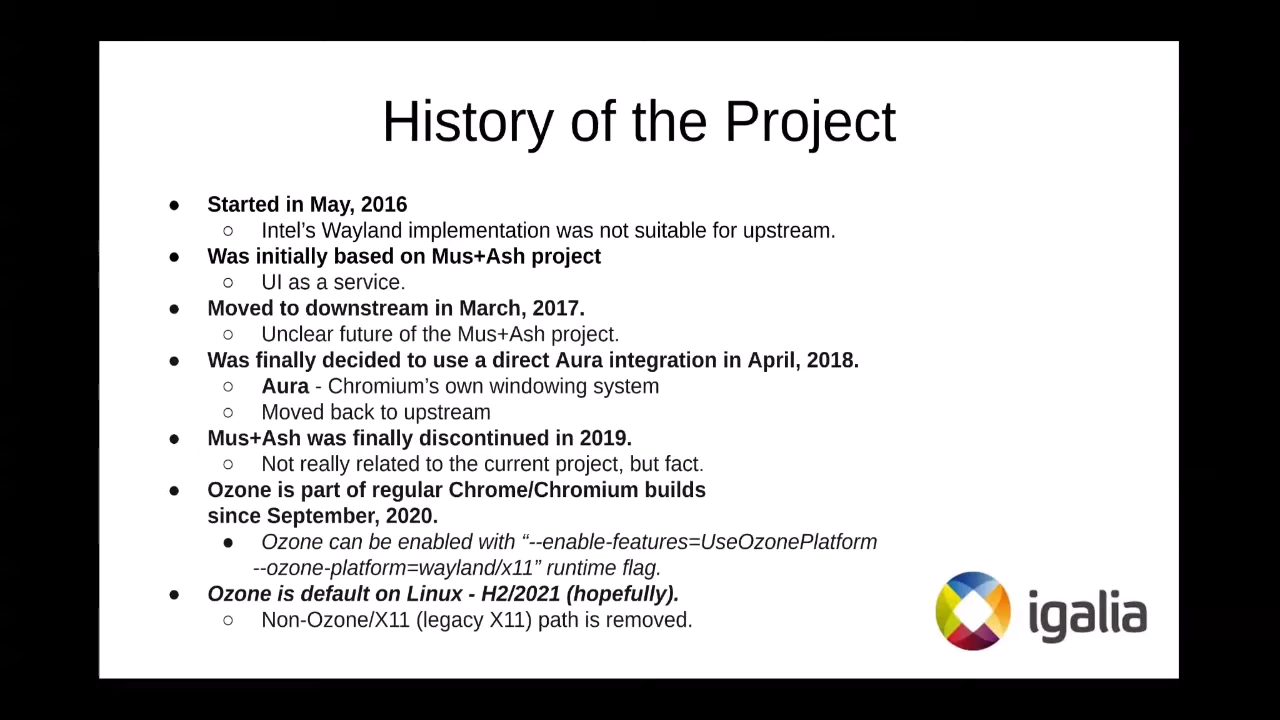 History of the Project
● Started in May, 2016
○ Intel’s Wayland implementation was not suitable for upstream.
● Was initially based on Mus+Ash project
○ UI as a service.
● Moved to downstream in March, 2017.
○ Unclear future of the Mus+Ash project.
● Was finally decided to use a direct Aura integration in April, 2018.
○ Aura - Chromium’s own windowing system
○ Moved back to upstream
● Mus+Ash was finally discontinued in 2019.
○ Not really related to the current project, but fact.
● Ozone is part of regular Chrome/Chromium builds
since September, 2020.
● Ozone can be enabled with “--enable-features=UseOzonePlatform
--ozone-platform=wayland/x11” runtime flag.
● Ozone is default on Linux - H2/2021 (hopefully).
○ Non-Ozone/X11 (legacy X11) path is removed.
igalia